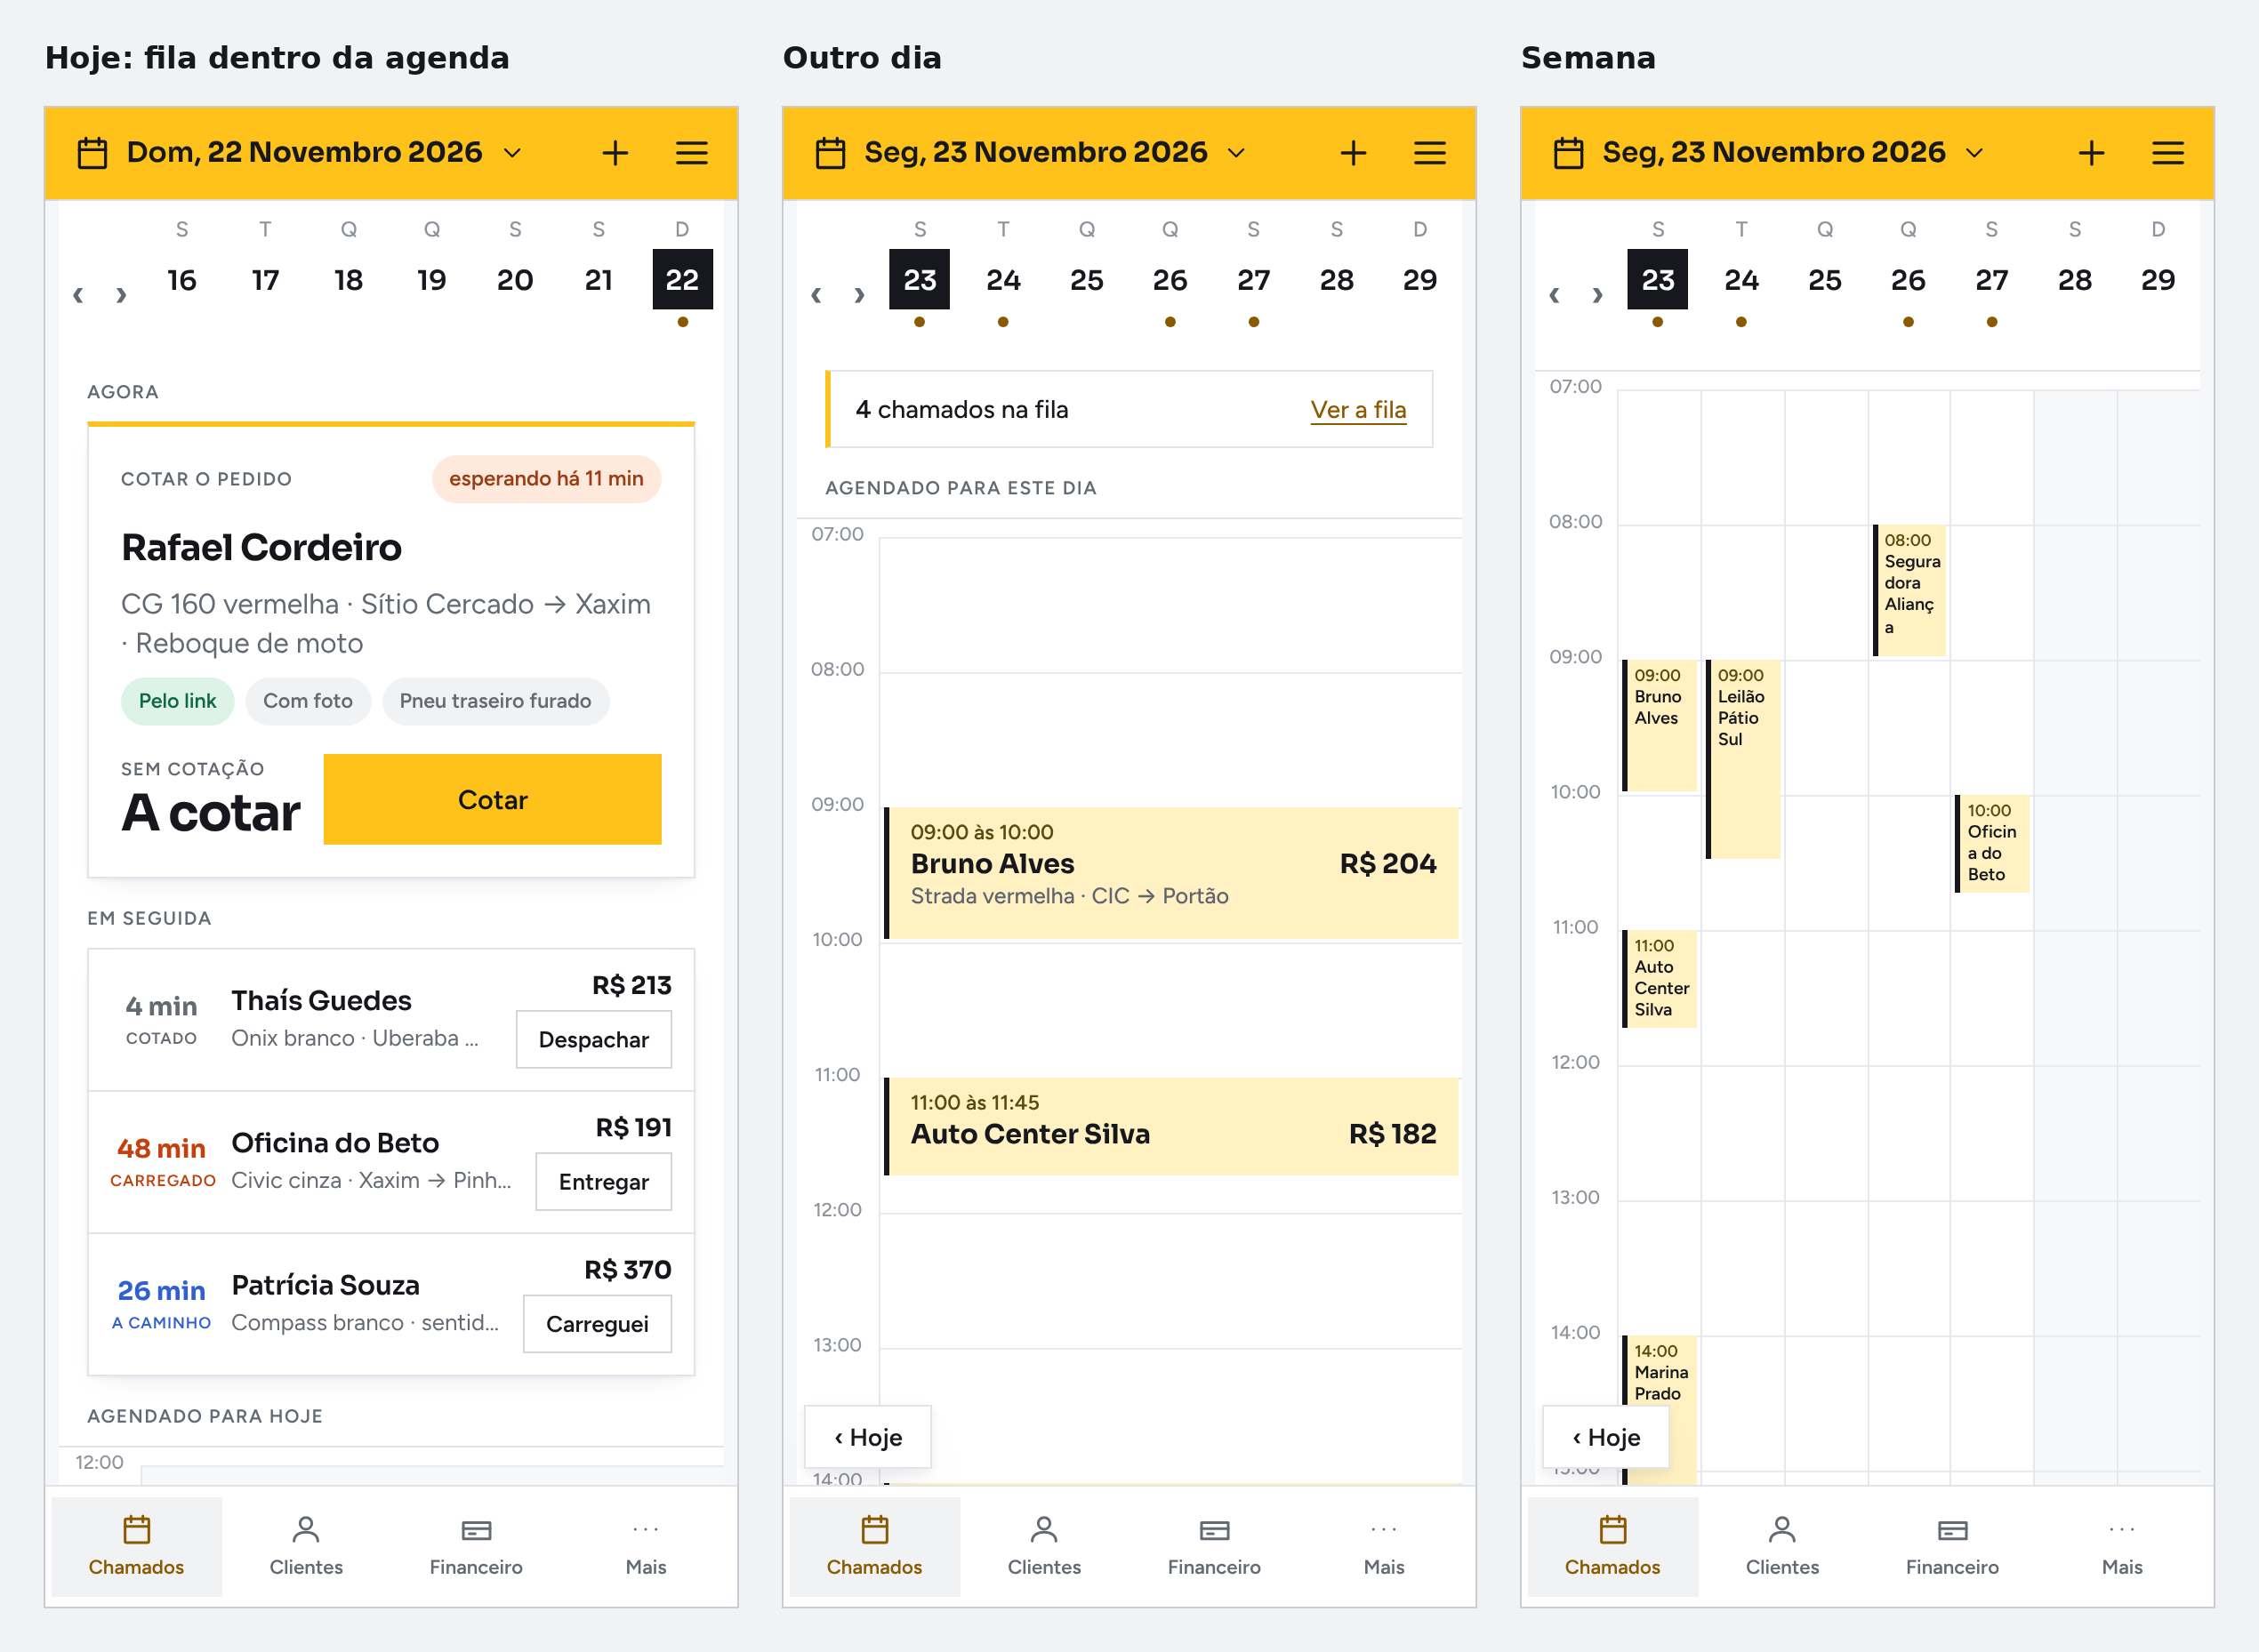 Hoje: fila dentro da agenda
Dom, 22 Novembro 2026
S T Q Q S S D
‹ › 16 17 18 19 20 21 22
AGORA
COTAR O PEDIDO
esperando há 11 min
Rafael Cordeiro
CG 160 vermelha · Sítio Cercado → Xaxim
· Reboque de moto
Pelo link
Com foto
Pneu traseiro furado
SEM COTAÇÃO
A cotar
Cotar
EM SEGUIDA
4 min
COTADO
Thaís Guedes
Onix branco · Uberaba ...
R$ 213
Despachar
48 min
CARREGADO
Oficina do Beto
Civic cinza · Xaxim → Pinh...
R$ 191
Entregar
26 min
A CAMINHO
Patrícia Souza
Compass branco · sentid...
R$ 370
Carreguei
AGENDADO PARA HOJE
12:00
Chamados
Clientes
Financeiro
Mais
Outro dia
Seg, 23 Novembro 2026
S T Q Q S S D
‹ › 23 24 25 26 27 28 29
4 chamados na fila
Ver a fila
AGENDADO PARA ESTE DIA
07:00
08:00
09:00
09:00 às 10:00
Bruno Alves
R$ 204
Strada vermelha · CIC → Portão
10:00
11:00
11:00 às 11:45
Auto Center Silva
R$ 182
12:00
13:00
‹ Hoje
14:00
Chamados
Clientes
Financeiro
Mais
Semana
Seg, 23 Novembro 2026
S T Q Q S S D
‹ › 23 24 25 26 27 28 29
07:00
08:00
08:00
Segura
dora
Alianç
a
09:00
09:00
Bruno
Alves
09:00
Leilão
Pátio
Sul
10:00
10:00
Oficin
a do
Beto
11:00
11:00
Auto
Center
Silva
12:00
13:00
14:00
14:00
Marina
Prado
‹ Hoje
15:00
Chamados
Clientes
Financeiro
Mais